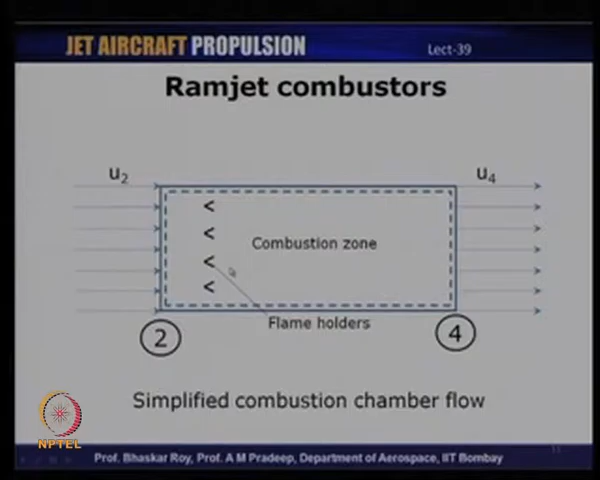 JET AIRCRAFT PROPULSION Lect-39
Ramjet combustors
u2 u4
<
<
Combustion zone
<
<
Flame holders
2 4
Simplified combustion chamber flow
NPTEL
Prof. Bhaskar Roy, Prof. A M Pradeep, Department of Aerospace, IIT Bombay
11